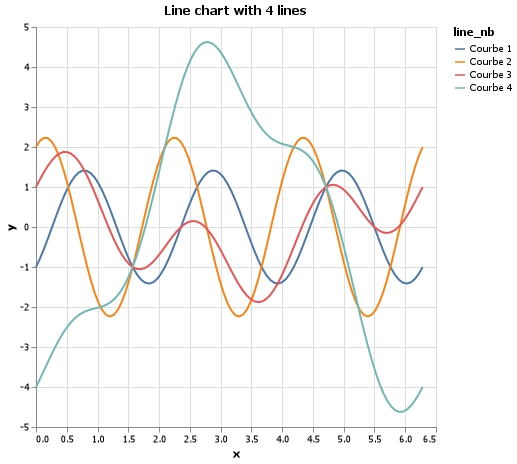 Line chart with 4 lines
line_nb
Courbe 1
Courbe 2
Courbe 3
Courbe 4
5
4
3
2
1
0
-1
-2
-3
-4
-5
y
0.0 0.5 1.0 1.5 2.0 2.5 3.0 3.5 4.0 4.5 5.0 5.5 6.0 6.5
x